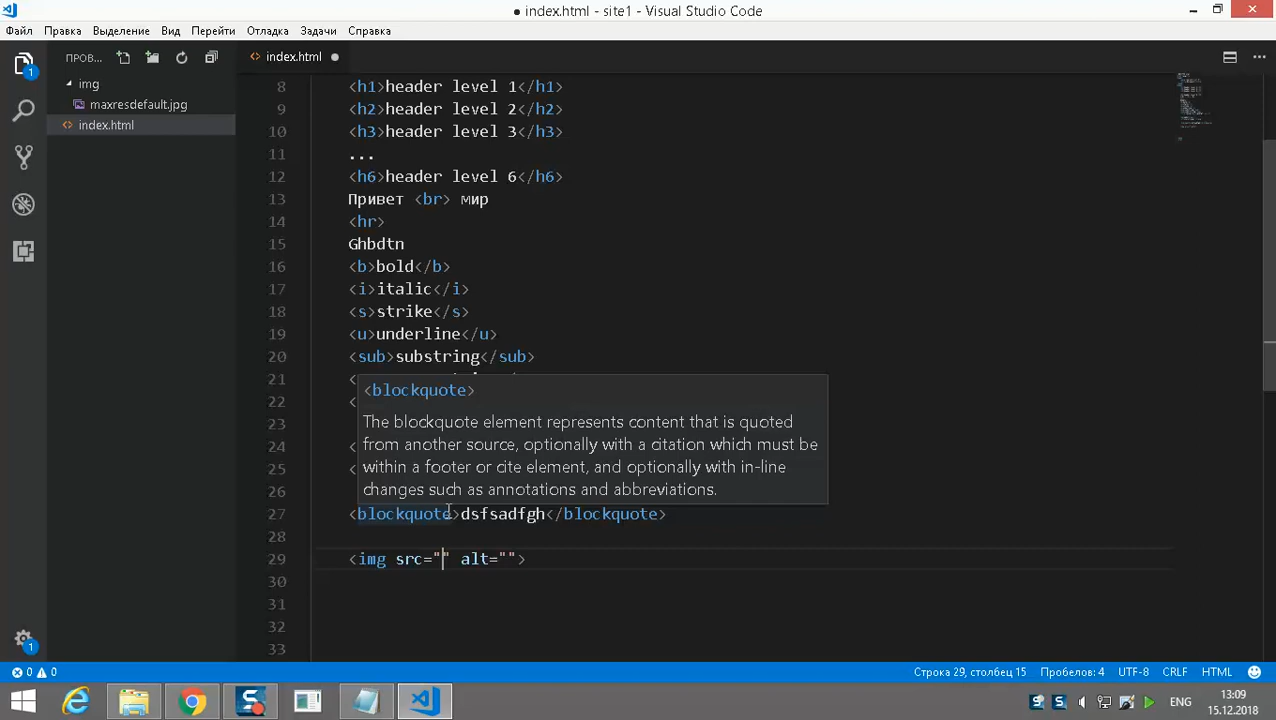 index.html - site1 - Visual Studio Code
Файл Правка Выделение Вид Перейти Отладка Задачи Справка
ПРОВ... index.html
img
maxresdefault.jpg
index.html
1
8 <h1>header level 1</h1>
9 <h2>header level 2</h2>
10 <h3>header level 3</h3>
11 ...
12 <h6>header level 6</h6>
13 Привет <br> мир
14 <hr>
15 Ghbdtn
16 <b>bold</b>
17 <i>italic</i>
18 <s>strike</s>
19 <u>underline</u>
20 <sub>substring</sub>
21 <
22 <
23
24 <
25 <
26
<blockquote>
The blockquote element represents content that is quoted
from another source, optionally with a citation which must be
within a footer or cite element, and optionally with in-line
changes such as annotations and abbreviations.
27 <blockquote>dsfsadfgh</blockquote>
28
29 <img src="" alt="">
30
31
32
33
1
0 0 Строка 29, столбец 15 Пробелов: 4 UTF-8 CRLF HTML
ENG 13:09
15.12.2018